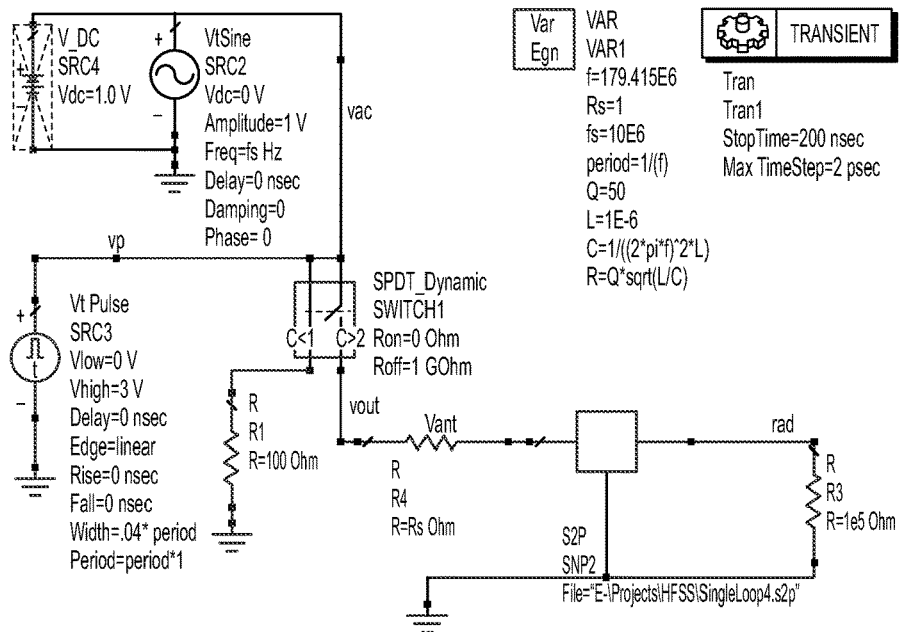 V_DC
SRC4
Vdc=1.0 V
+
−
VtSine
SRC2
Vdc=0 V
Amplitude=1 V
Freq=fs Hz
Delay=0 nsec
Damping=0
Phase= 0
+
−
vac
Var
Egn
VAR
VAR1
f=179.415E6
Rs=1
fs=10E6
period=1/(f)
Q=50
L=1E-6
C=1/((2*pi*f)^2*L)
R=Q*sqrt(L/C)
TRANSIENT
Tran
Tran1
StopTime=200 nsec
Max TimeStep=2 psec
vp
+
−
t
Vt Pulse
SRC3
Vlow=0 V
Vhigh=3 V
Delay=0 nsec
Edge=linear
Rise=0 nsec
Fall=0 nsec
Width=.04* period
Period=period*1
C<1
C>2
SPDT_Dynamic
SWITCH1
Ron=0 Ohm
Roff=1 GOhm
R
R1
R=100 Ohm
vout
Vant
R
R4
R=Rs Ohm
S2P
SNP2
File="E-\Projects\HFSS\SingleLoop4.s2p"
rad
R
R3
R=1e5 Ohm